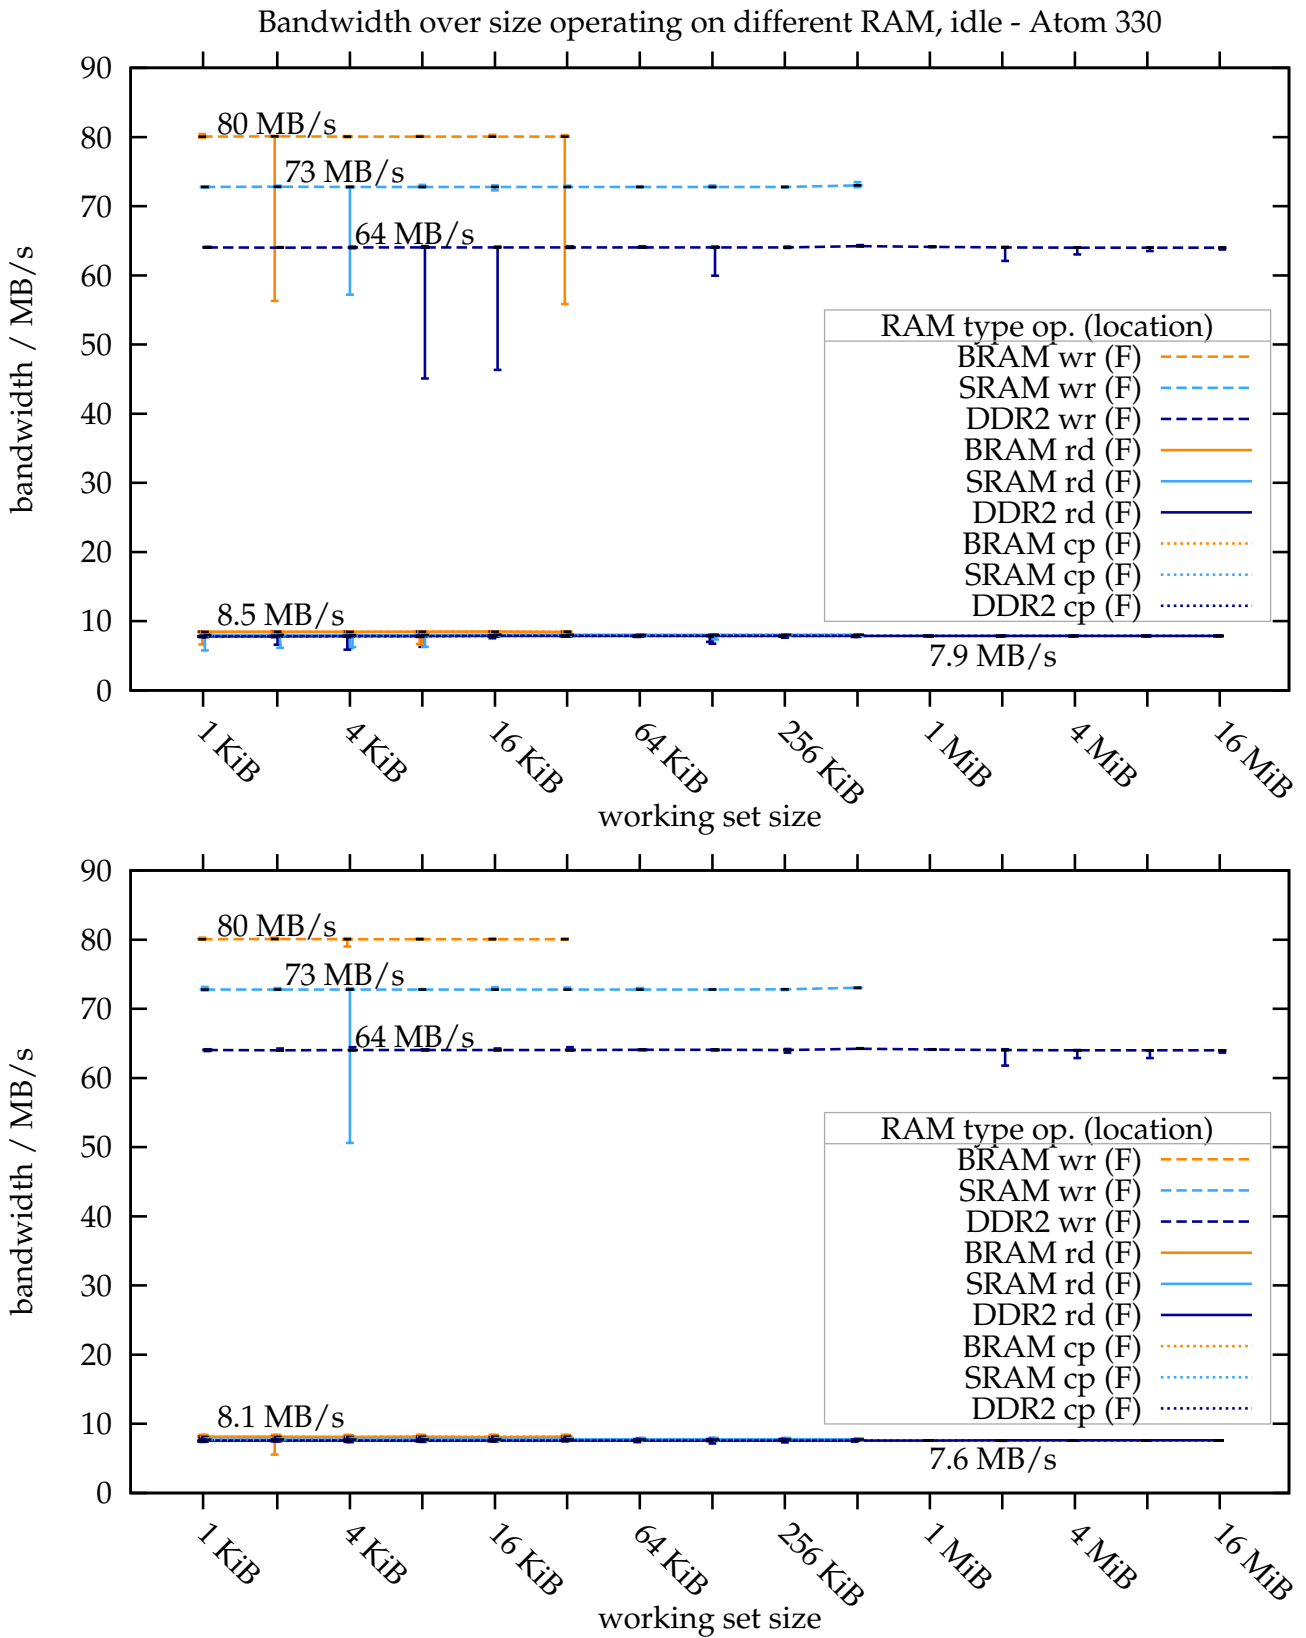 Bandwidth over size operating on different RAM, idle - Atom 330
90
80
70
60
50
40
30
20
10
0
bandwidth / MB/s
80 MB/s
73 MB/s
64 MB/s
RAM type op. (location)
BRAM wr (F)
SRAM wr (F)
DDR2 wr (F)
BRAM rd (F)
SRAM rd (F)
DDR2 rd (F)
BRAM cp (F)
SRAM cp (F)
DDR2 cp (F)
8.5 MB/s
7.9 MB/s
1 KiB
4 KiB
16 KiB
64 KiB
256 KiB
1 MiB
4 MiB
16 MiB
working set size
90
80
70
60
50
40
30
20
10
0
bandwidth / MB/s
80 MB/s
73 MB/s
64 MB/s
RAM type op. (location)
BRAM wr (F)
SRAM wr (F)
DDR2 wr (F)
BRAM rd (F)
SRAM rd (F)
DDR2 rd (F)
BRAM cp (F)
SRAM cp (F)
DDR2 cp (F)
8.1 MB/s
7.6 MB/s
1 KiB
4 KiB
16 KiB
64 KiB
256 KiB
1 MiB
4 MiB
16 MiB
working set size